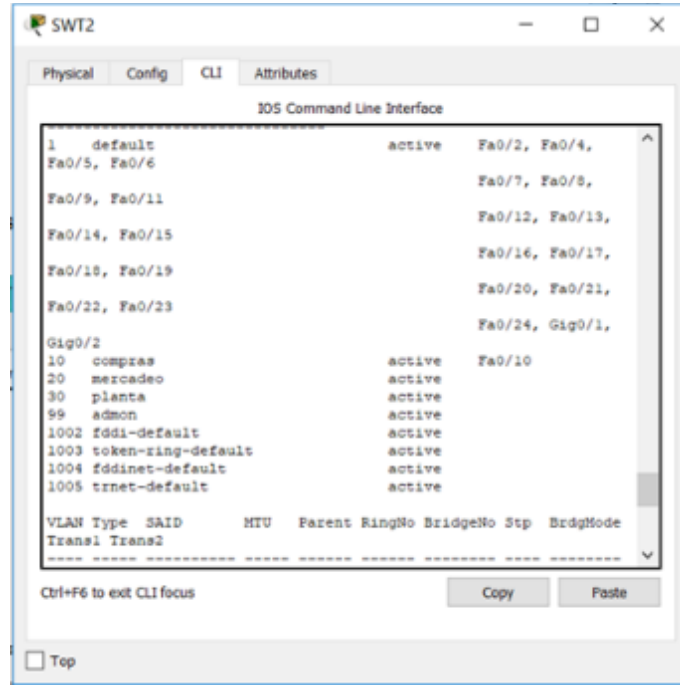 SWT2
Physical Config CLI Attributes
IOS Command Line Interface
--------------------------------
1 default active Fa0/2, Fa0/4,
Fa0/5, Fa0/6
Fa0/7, Fa0/8,
Fa0/9, Fa0/11
Fa0/12, Fa0/13,
Fa0/14, Fa0/15
Fa0/16, Fa0/17,
Fa0/18, Fa0/19
Fa0/20, Fa0/21,
Fa0/22, Fa0/23
Fa0/24, Gig0/1,
Gig0/2
10 compras active Fa0/10
20 mercadeo active
30 planta active
99 admon active
1002 fddi-default active
1003 token-ring-default active
1004 fddinet-default active
1005 trnet-default active
VLAN Type SAID MTU Parent RingNo BridgeNo Stp BrdgMode
Trans1 Trans2
---- ----- ---------- ----- ------ ------ -------- ---- --------
Ctrl+F6 to exit CLI focus Copy Paste
Top